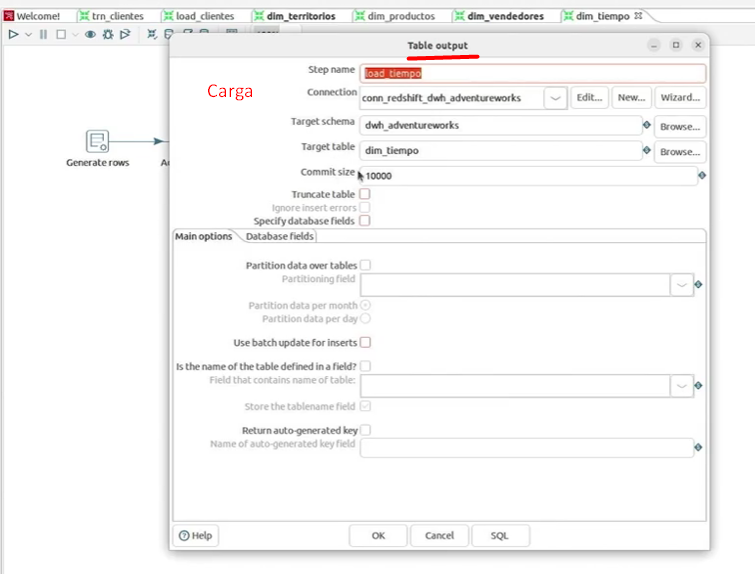 Welcome! trn_clientes load_clientes dim_territorios dim_productos dim_vendedores dim_tiempo
Table output
Carga
Step name load_tiempo
Connection conn_redshift_dwh_adventureworks Edit... New... Wizard...
Target schema dwh_adventureworks Browse...
Target table dim_tiempo Browse...
Commit size 10000
Truncate table
Ignore insert errors
Specify database fields
Main options Database fields
Generate rows
Partition data over tables
Partitioning field
Partition data per month
Partition data per day
Use batch update for inserts
Is the name of the table defined in a field?
Field that contains name of table:
Store the tablename field
Return auto-generated key
Name of auto-generated key field
Help OK Cancel SQL